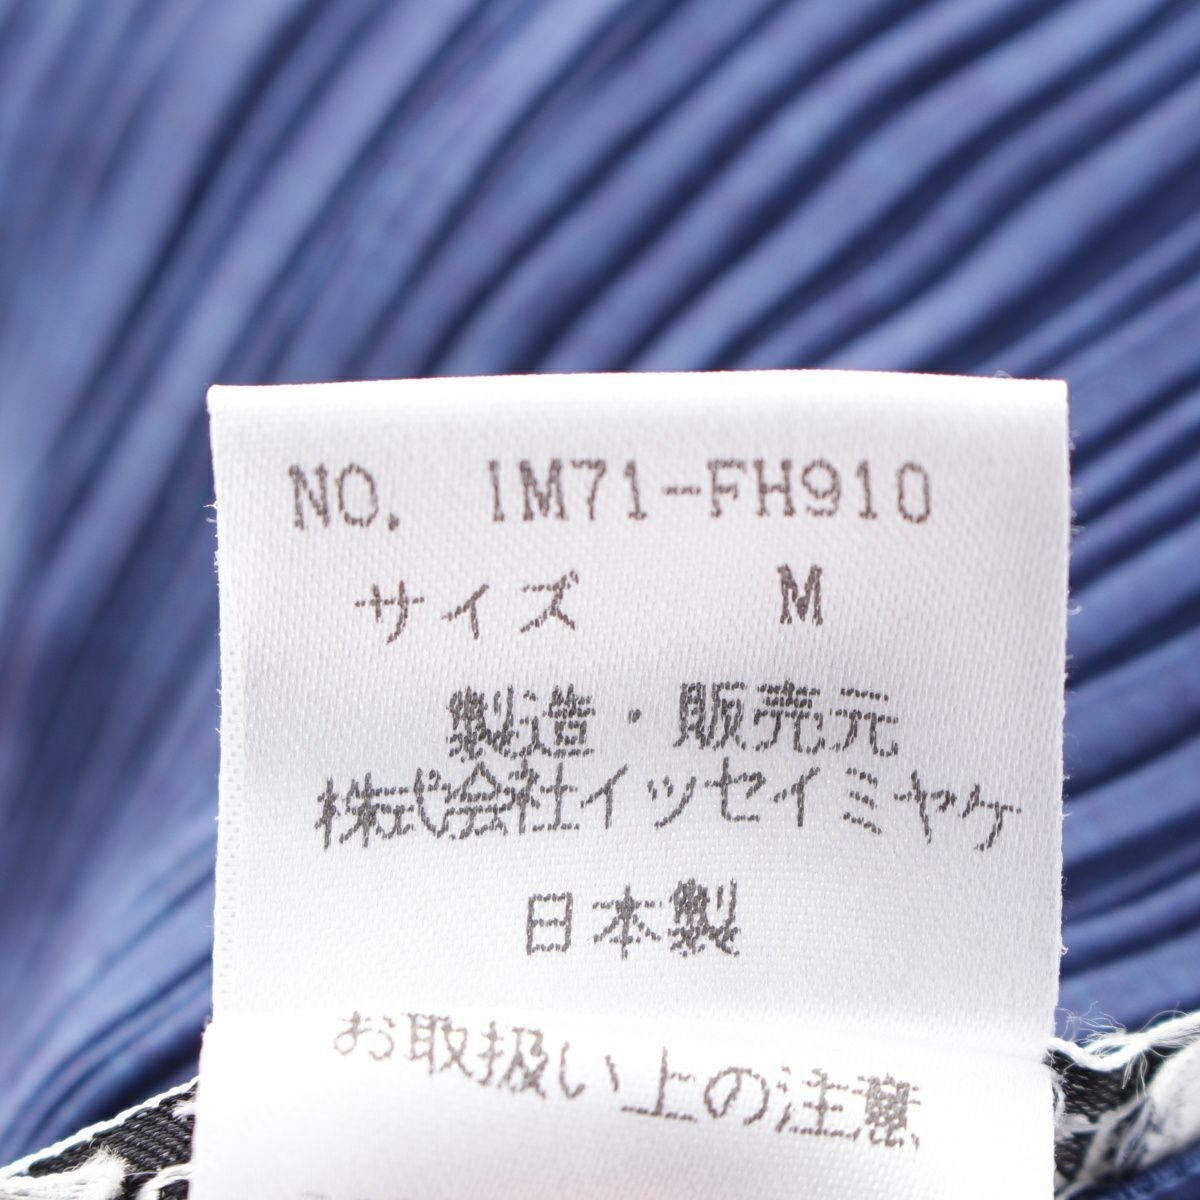 NO. IM71-FH910
サイズ M
製造・販売元
株式会社イッセイミヤケ
日本製
お取扱い上の注意